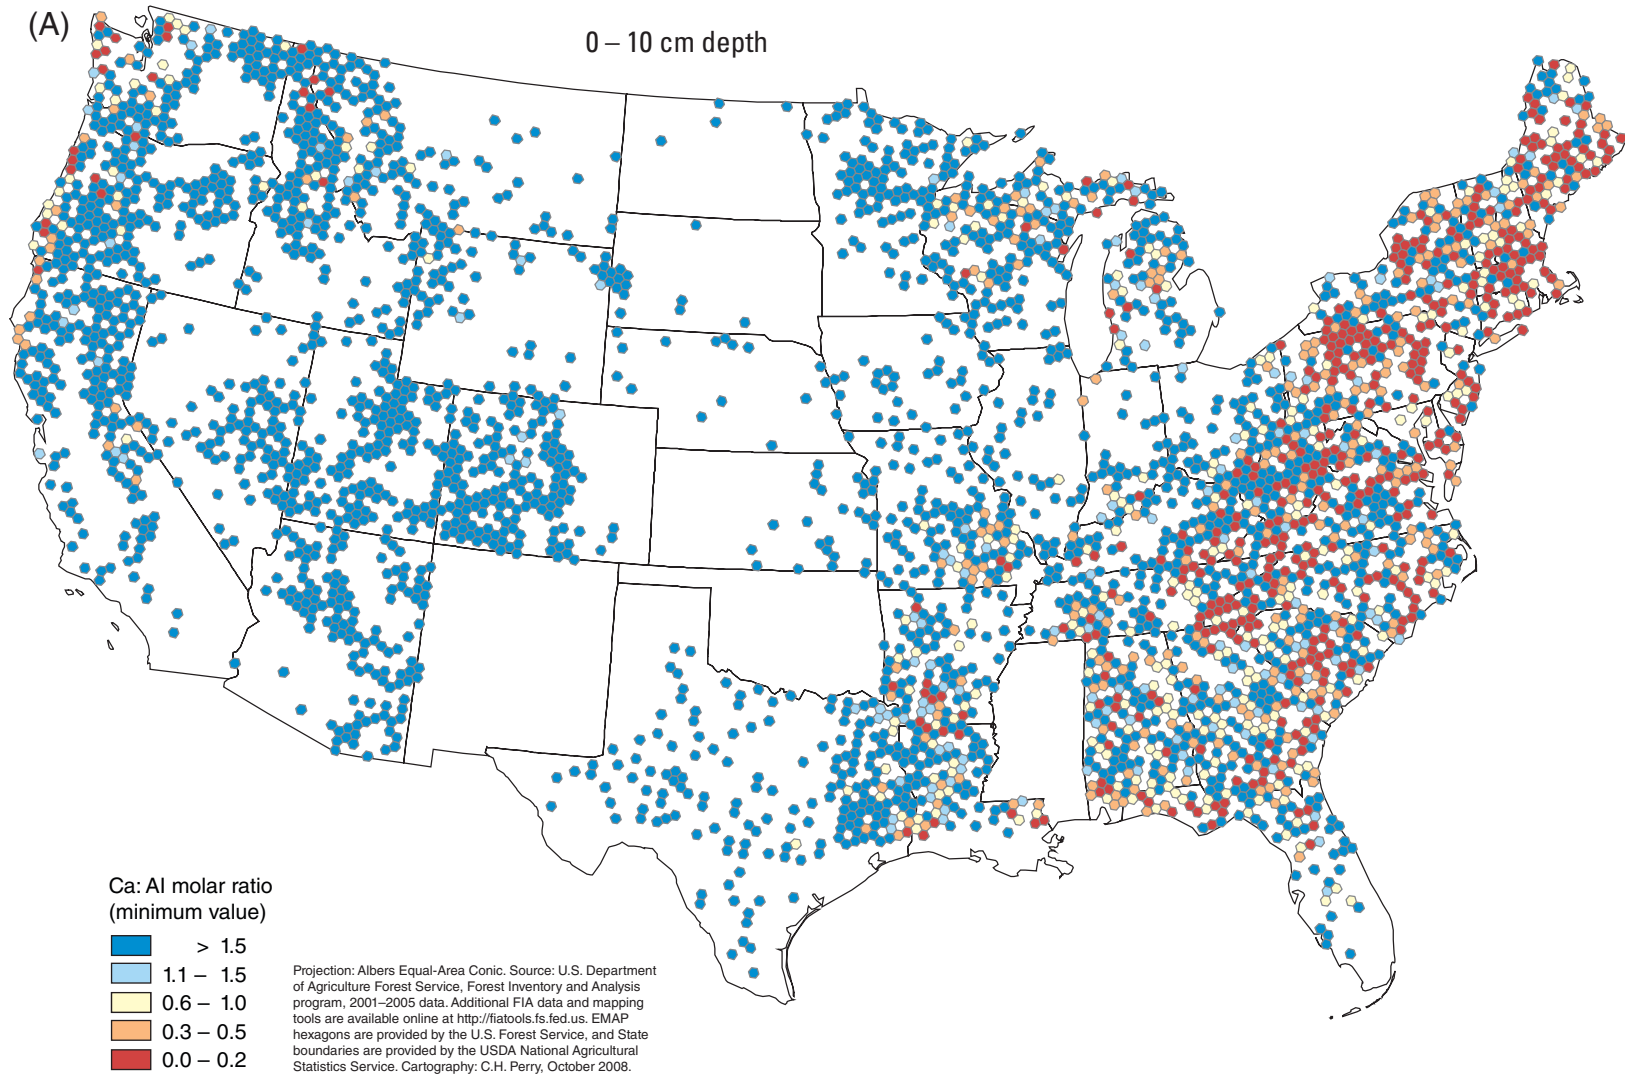 (A)
0 – 10 cm depth
Ca: Al molar ratio
(minimum value)
> 1.5
1.1 – 1.5
0.6 – 1.0
0.3 – 0.5
0.0 – 0.2
Projection: Albers Equal-Area Conic. Source: U.S. Department
of Agriculture Forest Service, Forest Inventory and Analysis
program, 2001–2005 data. Additional FIA data and mapping
tools are available online at http://fiatools.fs.fed.us. EMAP
hexagons are provided by the U.S. Forest Service, and State
boundaries are provided by the USDA National Agricultural
Statistics Service. Cartography: C.H. Perry, October 2008.